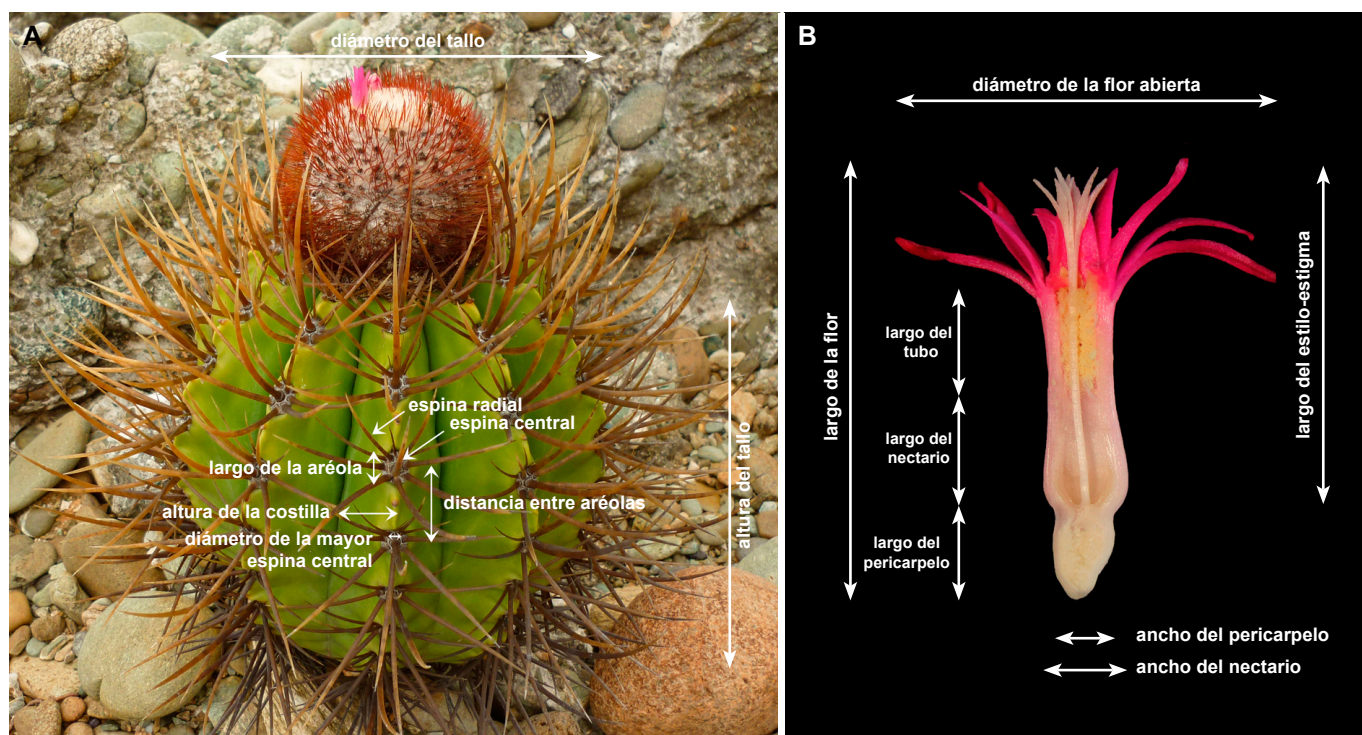 A
diámetro del tallo
espina radial
espina central
largo de la aréola
distancia entre aréolas
altura de la costilla
diámetro de la mayor
espina central
altura del tallo
B
diámetro de la flor abierta
largo de la flor
largo del
tubo
largo del
nectario
largo del
pericarpelo
largo del estilo-estigma
ancho del pericarpelo
ancho del nectario